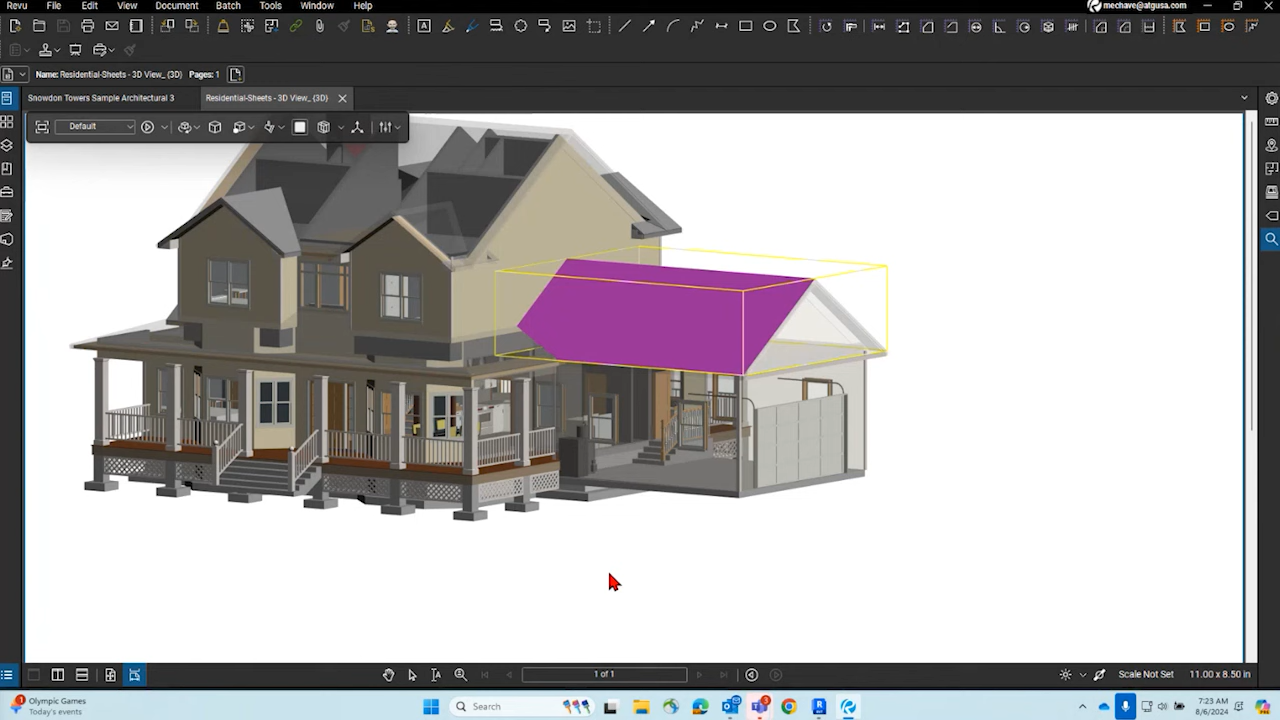 Revu File Edit View Document Batch Tools Window Help mechave@atgusa.com
Name: Residential-Sheets - 3D View_ (3D) Pages: 1
Snowdon Towers Sample Architectural 3 Residential-Sheets - 3D View_ (3D)
Default
1 of 1 Scale Not Set 11.00 x 8.50 in
Olympic Games
Today's events
Search
7:23 AM
8/6/2024